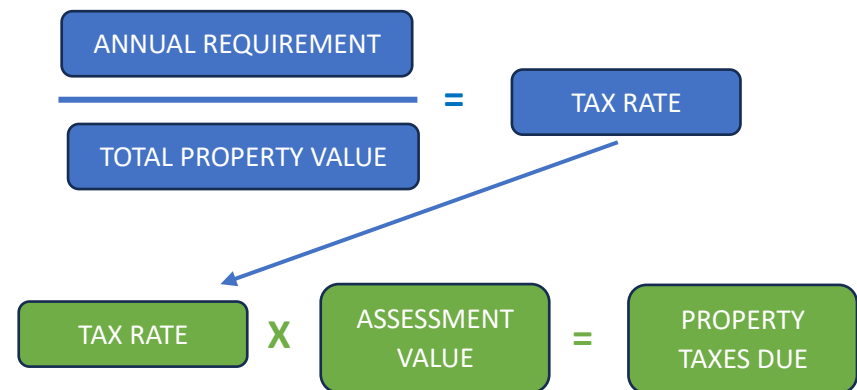 ANNUAL REQUIREMENT
=
TAX RATE
TOTAL PROPERTY VALUE
TAX RATE
X
ASSESSMENT
VALUE
=
PROPERTY
TAXES DUE